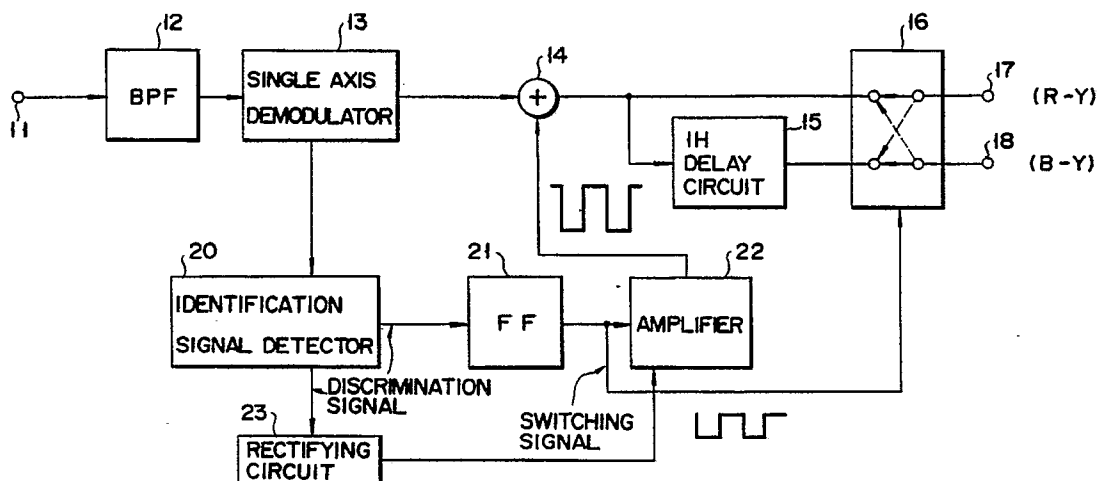 12
13
14
16
17
BPF
SINGLE AXIS
DEMODULATOR
+
(R-Y)
11
15
1H
DELAY
CIRCUIT
18
(B-Y)
20
21
22
IDENTIFICATION
SIGNAL DETECTOR
FF
AMPLIFIER
DISCRIMINATION
SIGNAL
SWITCHING
SIGNAL
23
RECTIFYING
CIRCUIT